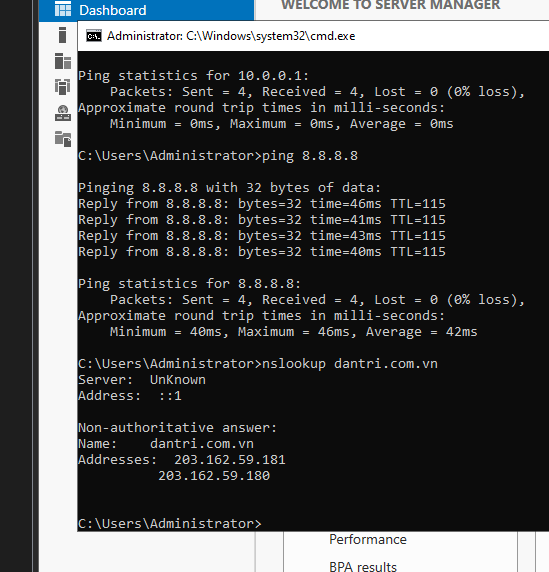 Dashboard
WELCOME TO SERVER MANAGER
Administrator: C:\Windows\system32\cmd.exe
Ping statistics for 10.0.0.1:
    Packets: Sent = 4, Received = 4, Lost = 0 (0% loss),
Approximate round trip times in milli-seconds:
    Minimum = 0ms, Maximum = 0ms, Average = 0ms
C:\Users\Administrator>ping 8.8.8.8
Pinging 8.8.8.8 with 32 bytes of data:
Reply from 8.8.8.8: bytes=32 time=46ms TTL=115
Reply from 8.8.8.8: bytes=32 time=41ms TTL=115
Reply from 8.8.8.8: bytes=32 time=43ms TTL=115
Reply from 8.8.8.8: bytes=32 time=40ms TTL=115
Ping statistics for 8.8.8.8:
    Packets: Sent = 4, Received = 4, Lost = 0 (0% loss),
Approximate round trip times in milli-seconds:
    Minimum = 40ms, Maximum = 46ms, Average = 42ms
C:\Users\Administrator>nslookup dantri.com.vn
Server:  UnKnown
Address:  ::1
Non-authoritative answer:
Name:    dantri.com.vn
Addresses:  203.162.59.181
          203.162.59.180
C:\Users\Administrator>
Performance
BPA results